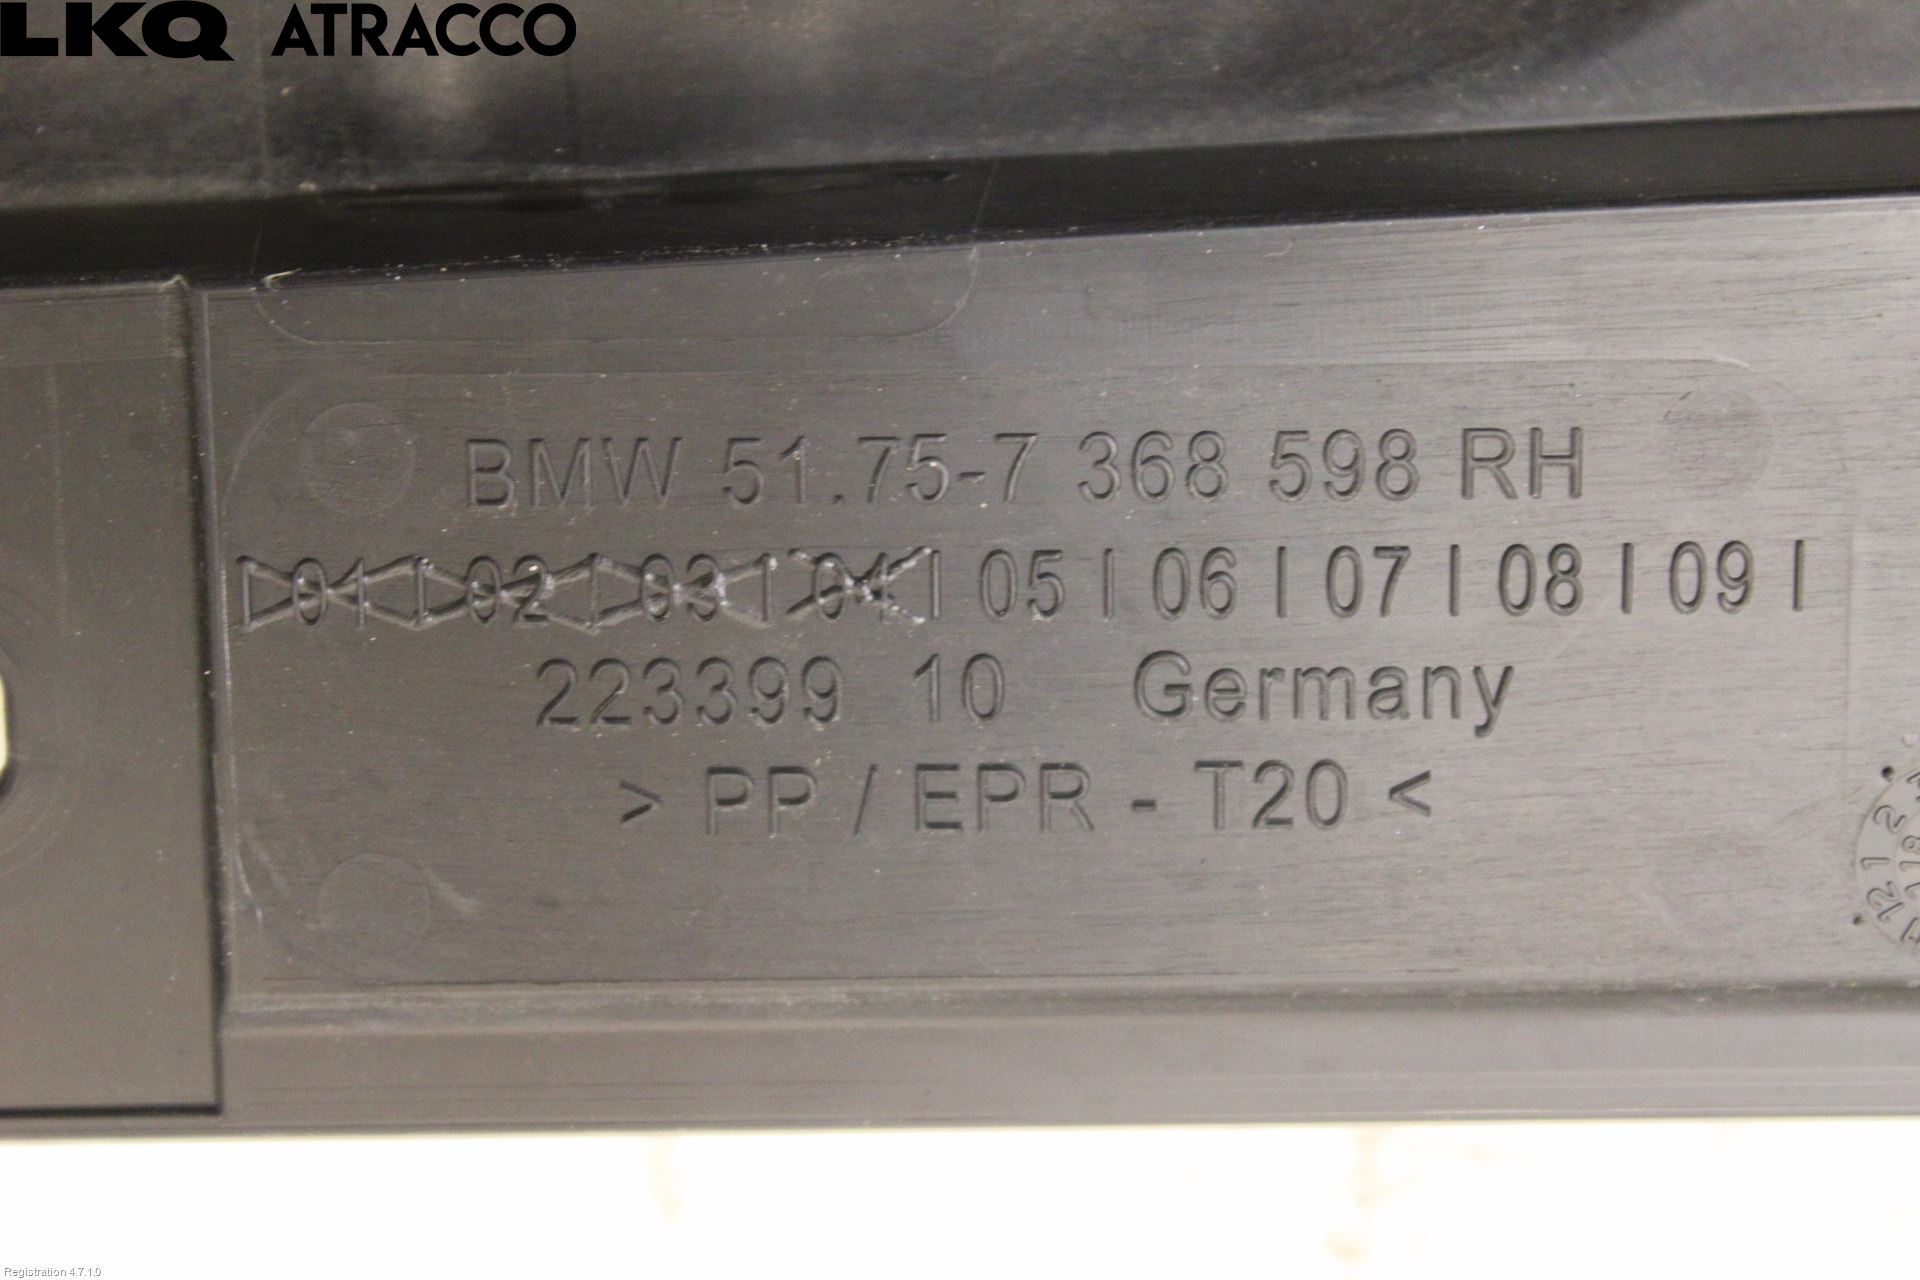 LKQ ATRACCO
BMW 51.75-7 368 598 RH
| 01 | 02 | 03 | 04 | 05 | 06 | 07 | 08 | 09 |
223399 10 Germany
> PP / EPR - T20 <
Registration 4.7.1.0